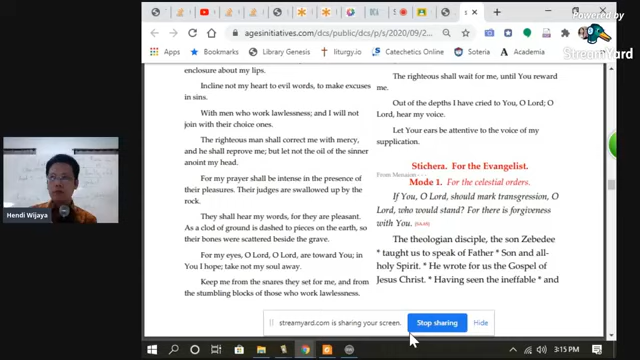 Powered by
StreamYard
agesinitiatives.com/dcs/public/dcs/p/s/2020/09/2
Bookmarks
Library Genesis
liturgy.io
Catechetics Online
Soteria
Academia
enclosure about my lips.
Incline not my heart to evil words, to make excuses
in sins.
With men who work lawlessness; and I will not
join with their choice ones.
The righteous man shall correct me with mercy,
and he shall reprove me; but let not the oil of the sinner
anoint my head.
For my prayer shall be intense in the presence of
their pleasures. Their judges are swallowed up by the
rock.
They shall hear my words, for they are pleasant.
As a clod of ground is dashed to pieces on the earth, so
their bones were scattered beside the grave.
For my eyes, O Lord, O Lord, are toward You; in
You I hope; take not my soul away.
Keep me from the snares they set for me, and from
the stumbling blocks of those who work lawlessness.
The righteous shall wait for me, until You reward
me.
Out of the depths I have cried to You, O Lord; O
Lord, hear my voice.
Let Your ears be attentive to the voice of my
supplication.
Stichera. For the Evangelist.
From Menaion - - -
Mode 1. For the celestial orders.
If You, O Lord, should mark transgression, O
Lord, who would stand? For there is forgiveness
with You. [SAAS]
The theologian disciple, the son Zebedee
* taught us to speak of Father * Son and all-
holy Spirit. * He wrote for us the Gospel of
Jesus Christ. * Having seen the ineffable * and
Hendi Wijaya
streamyard.com is sharing your screen.
Stop sharing
Hide
3:15 PM